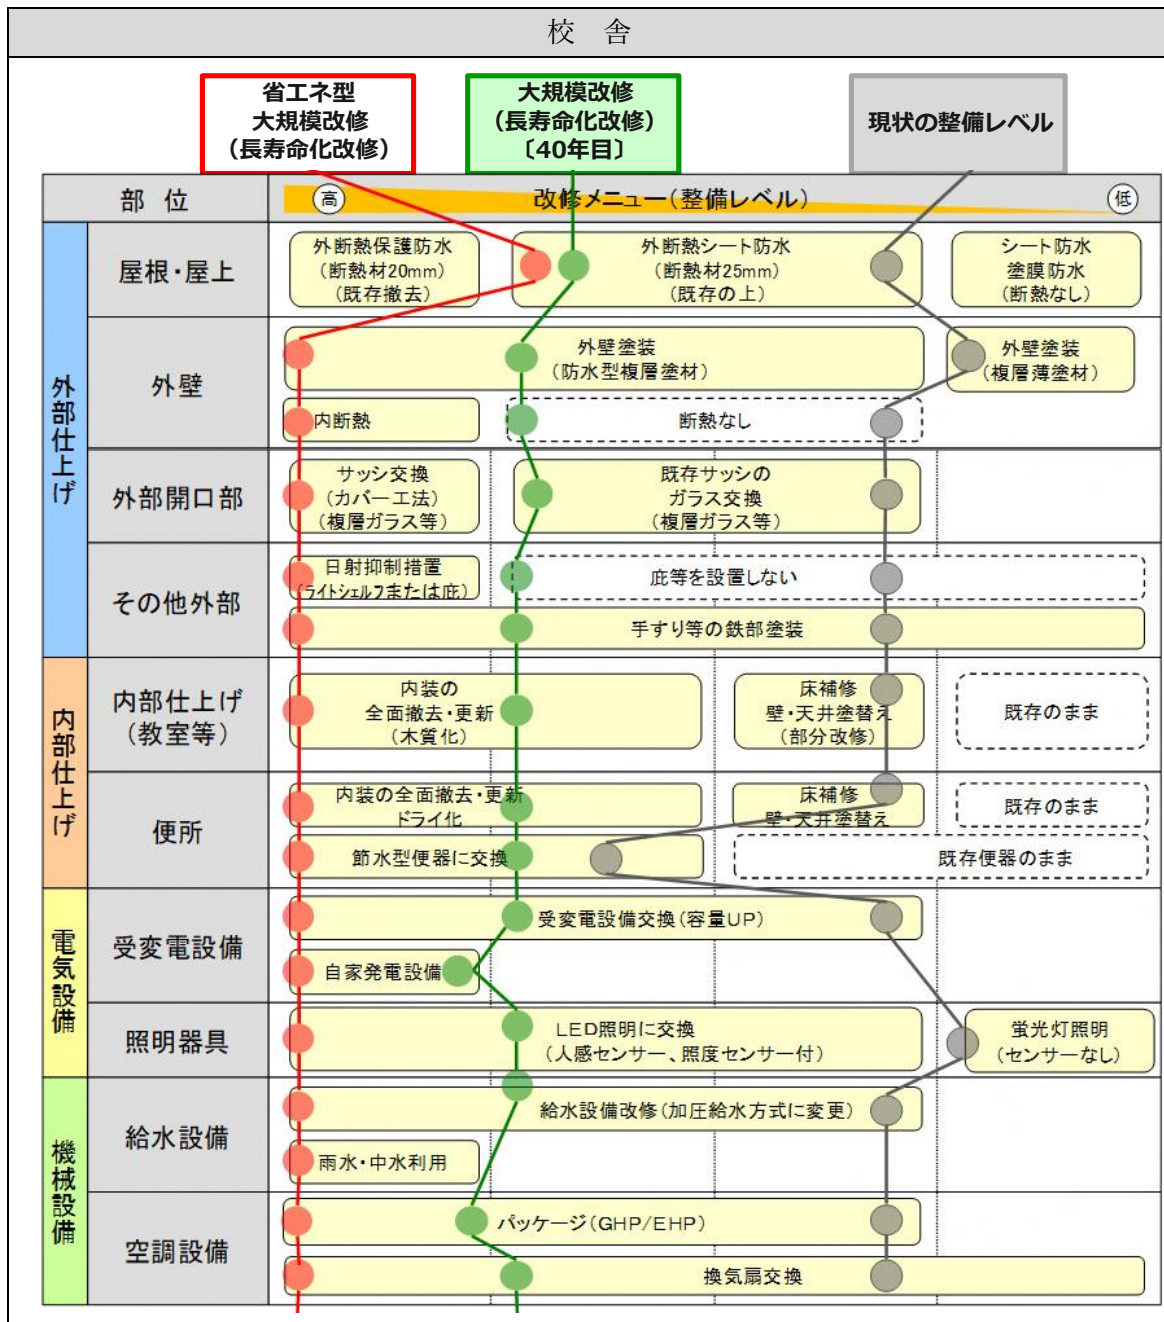 校 舎
省エネ型
大規模改修
(長寿命化改修)
大規模改修
(長寿命化改修)
〔40年目〕
現状の整備レベル
部 位
高
改修メニュー(整備レベル)
低
外部仕上げ
屋根・屋上
外断熱保護防水
(断熱材20mm)
(既存撤去)
外断熱シート防水
(断熱材25mm)
(既存の上)
シート防水
塗膜防水
(断熱なし)
外壁
外壁塗装
(防水型複層塗材)
外壁塗装
(複層薄塗材)
内断熱
断熱なし
外部開口部
サッシ交換
(カバー工法)
(複層ガラス等)
既存サッシの
ガラス交換
(複層ガラス等)
その他外部
日射抑制措置
(ライトシェルフまたは庇)
庇等を設置しない
手すり等の鉄部塗装
内部仕上げ
内部仕上げ
(教室等)
内装の
全面撤去・更新
(木質化)
床補修
壁・天井塗替え
(部分改修)
既存のまま
便所
内装の全面撤去・更新
ドライ化
床補修
壁・天井塗替え
既存のまま
節水型便器に交換
既存便器のまま
電気設備
受変電設備
受変電設備交換(容量UP)
自家発電設備
照明器具
LED照明に交換
(人感センサー、照度センサー付)
蛍光灯照明
(センサーなし)
機械設備
給水設備
給水設備改修(加圧給水方式に変更)
雨水・中水利用
空調設備
パッケージ(GHP/EHP)
換気扇交換